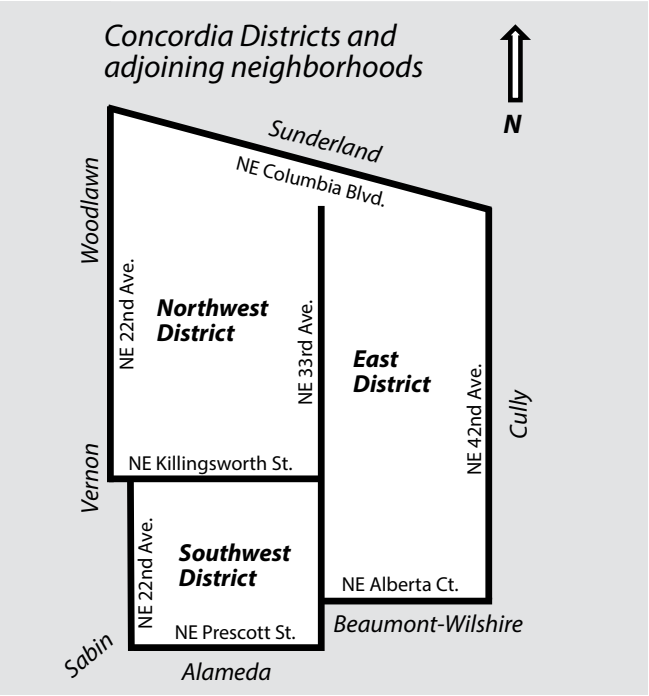 Concordia Districts and
adjoining neighborhoods
N
Sunderland
NE Columbia Blvd.
Woodlawn
NE 22nd Ave.
Northwest
District
NE 33rd Ave.
East
District
NE 42nd Ave.
Cully
Vernon
NE Killingsworth St.
NE 22nd Ave.
Southwest
District
NE Alberta Ct.
NE Prescott St.
Beaumont-Wilshire
Sabin
Alameda